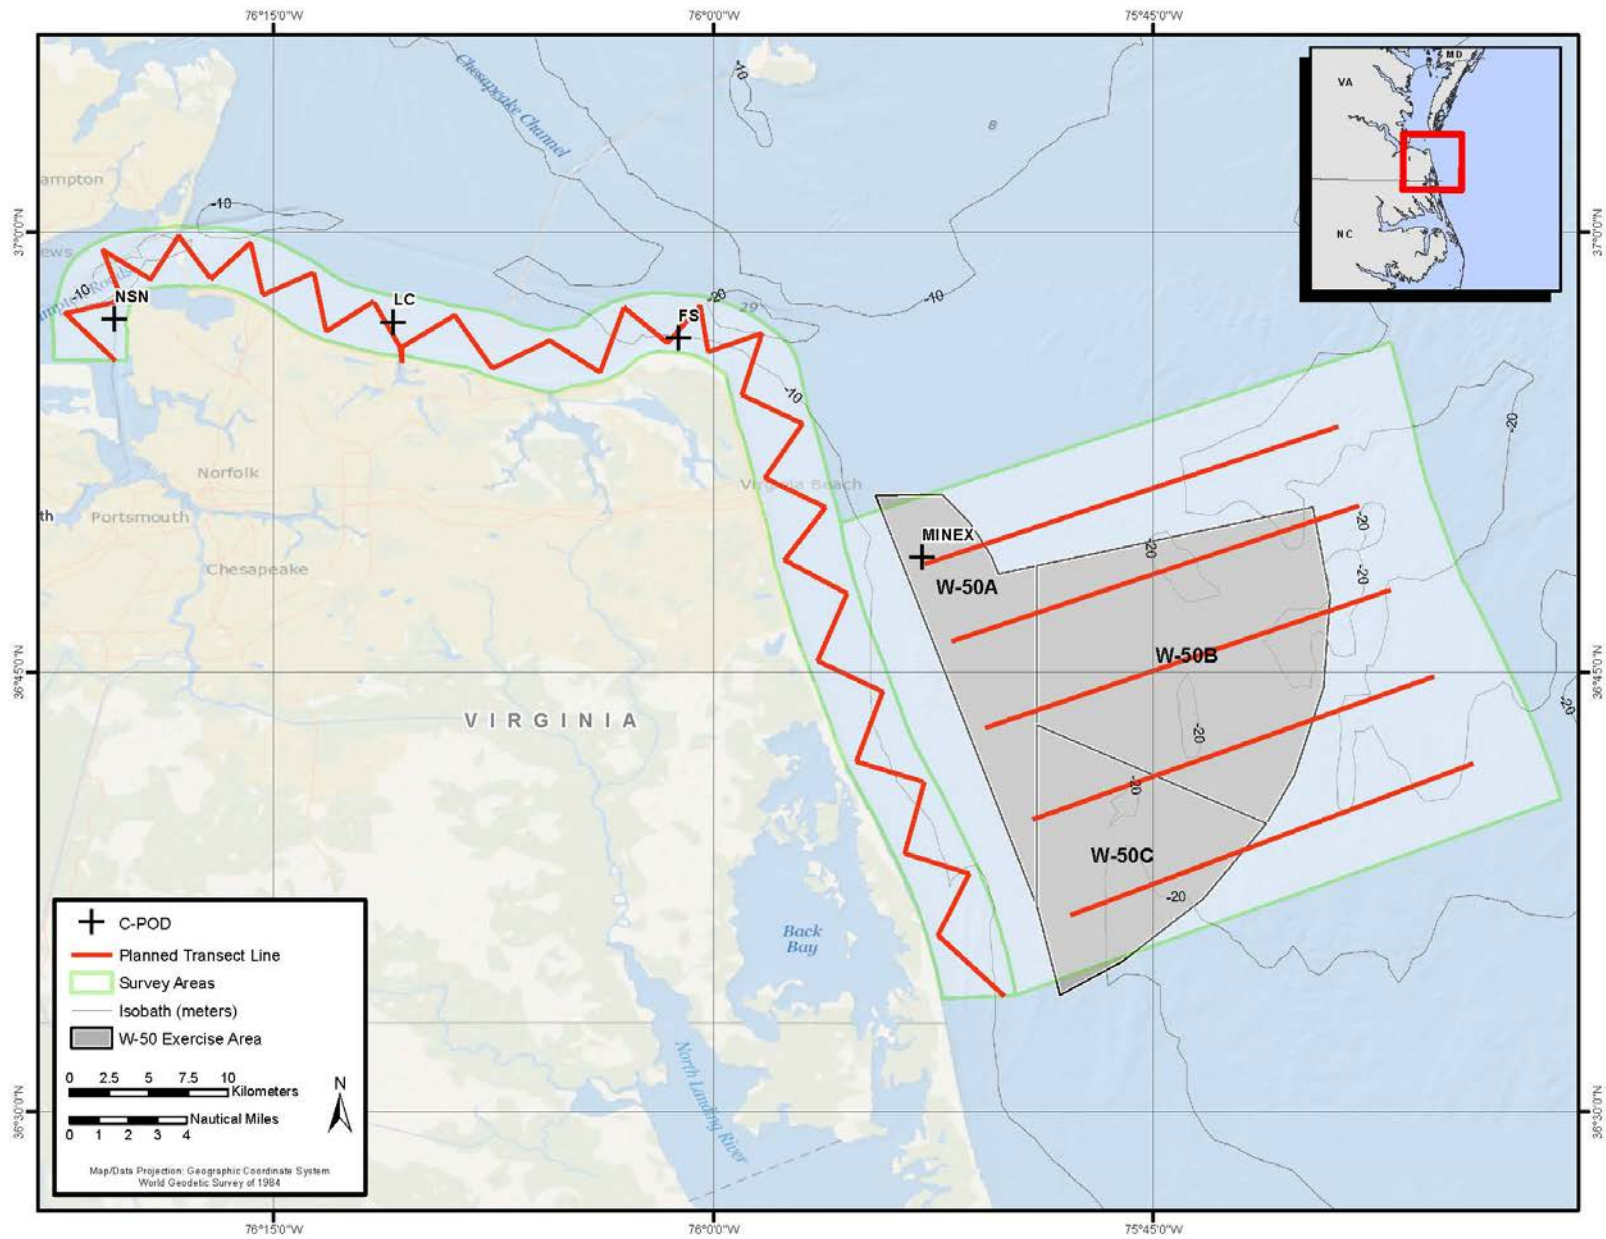 76°15'0"W
76°0'0"W
75°45'0"W
Chesapeake Channel
-10
8
MD
VA
NC
ampton
-10
37°0'0"N
37°0'0"N
ews
-10
NSN
LC
FS
-20
29
-10
-10
-20
Norfolk
Virginia Beach
th
Portsmouth
Chesapeake
MINEX
W-50A
-20
-20
-20
W-50B
36°45'0"N
36°45'0"N
VIRGINIA
-20
-20
-20
W-50C
-20
Back
Bay
North Landing River
C-POD
Planned Transect Line
Survey Areas
Isobath (meters)
W-50 Exercise Area
0 2.5 5 7.5 10
Kilometers
Nautical Miles
0 1 2 3 4
N
Map/Data Projection: Geographic Coordinate System
World Geodetic Survey of 1984
36°30'0"N
36°30'0"N
76°15'0"W
76°0'0"W
75°45'0"W